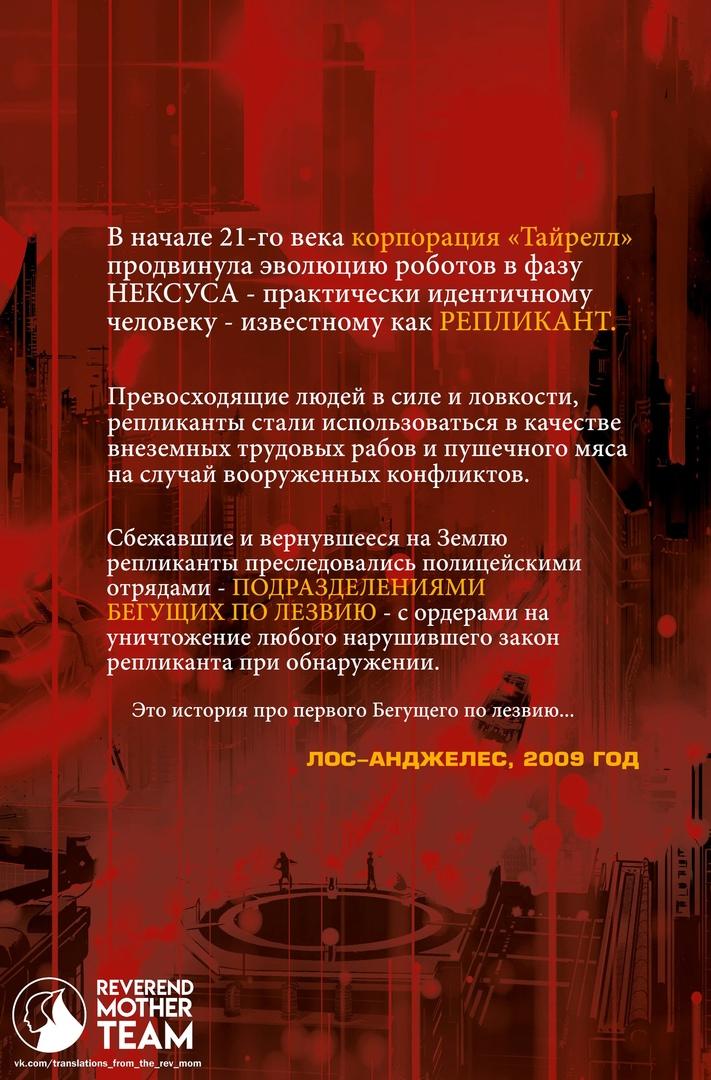 В начале 21-го века корпорация «Тайрелл»
продвинула эволюцию роботов в фазу
НЕКСУСА - практически идентичному
человеку - известному как РЕПЛИКАНТ.
Превосходящие людей в силе и ловкости,
репликанты стали использоваться в качестве
внеземных трудовых рабов и пушечного мяса
на случай вооруженных конфликтов.
Сбежавшие и вернувшееся на Землю
репликанты преследовались полицейскими
отрядами - ПОДРАЗДЕЛЕНИЯМИ
БЕГУЩИХ ПО ЛЕЗВИЮ - с ордерами на
уничтожение любого нарушившего закон
репликанта при обнаружении.
Это история про первого Бегущего по лезвию...
ЛОС-АНДЖЕЛЕС, 2009 ГОД
REVEREND
MOTHER
TEAM
vk.com/translations_from_the_rev_mom